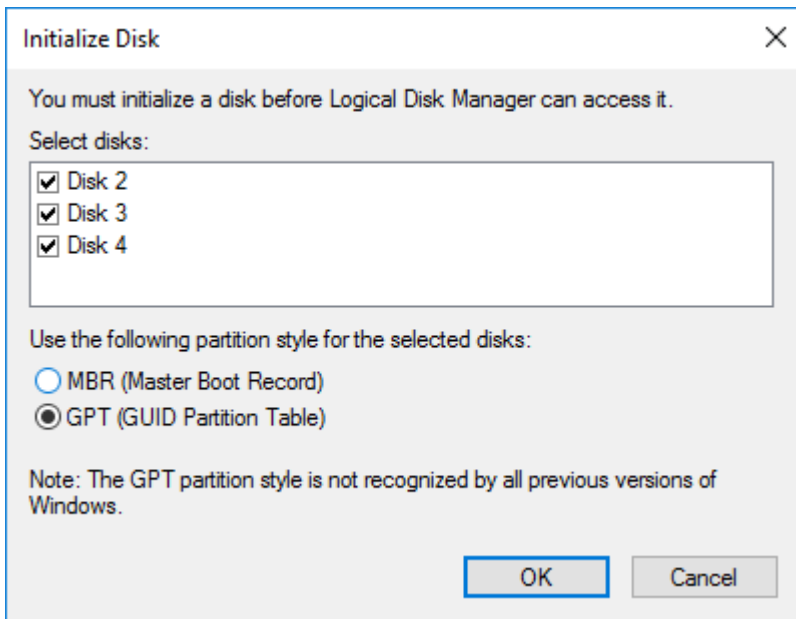 Initialize Disk
You must initialize a disk before Logical Disk Manager can access it.
Select disks:
Disk 2
Disk 3
Disk 4
Use the following partition style for the selected disks:
MBR (Master Boot Record)
GPT (GUID Partition Table)
Note: The GPT partition style is not recognized by all previous versions of
Windows.
OK Cancel